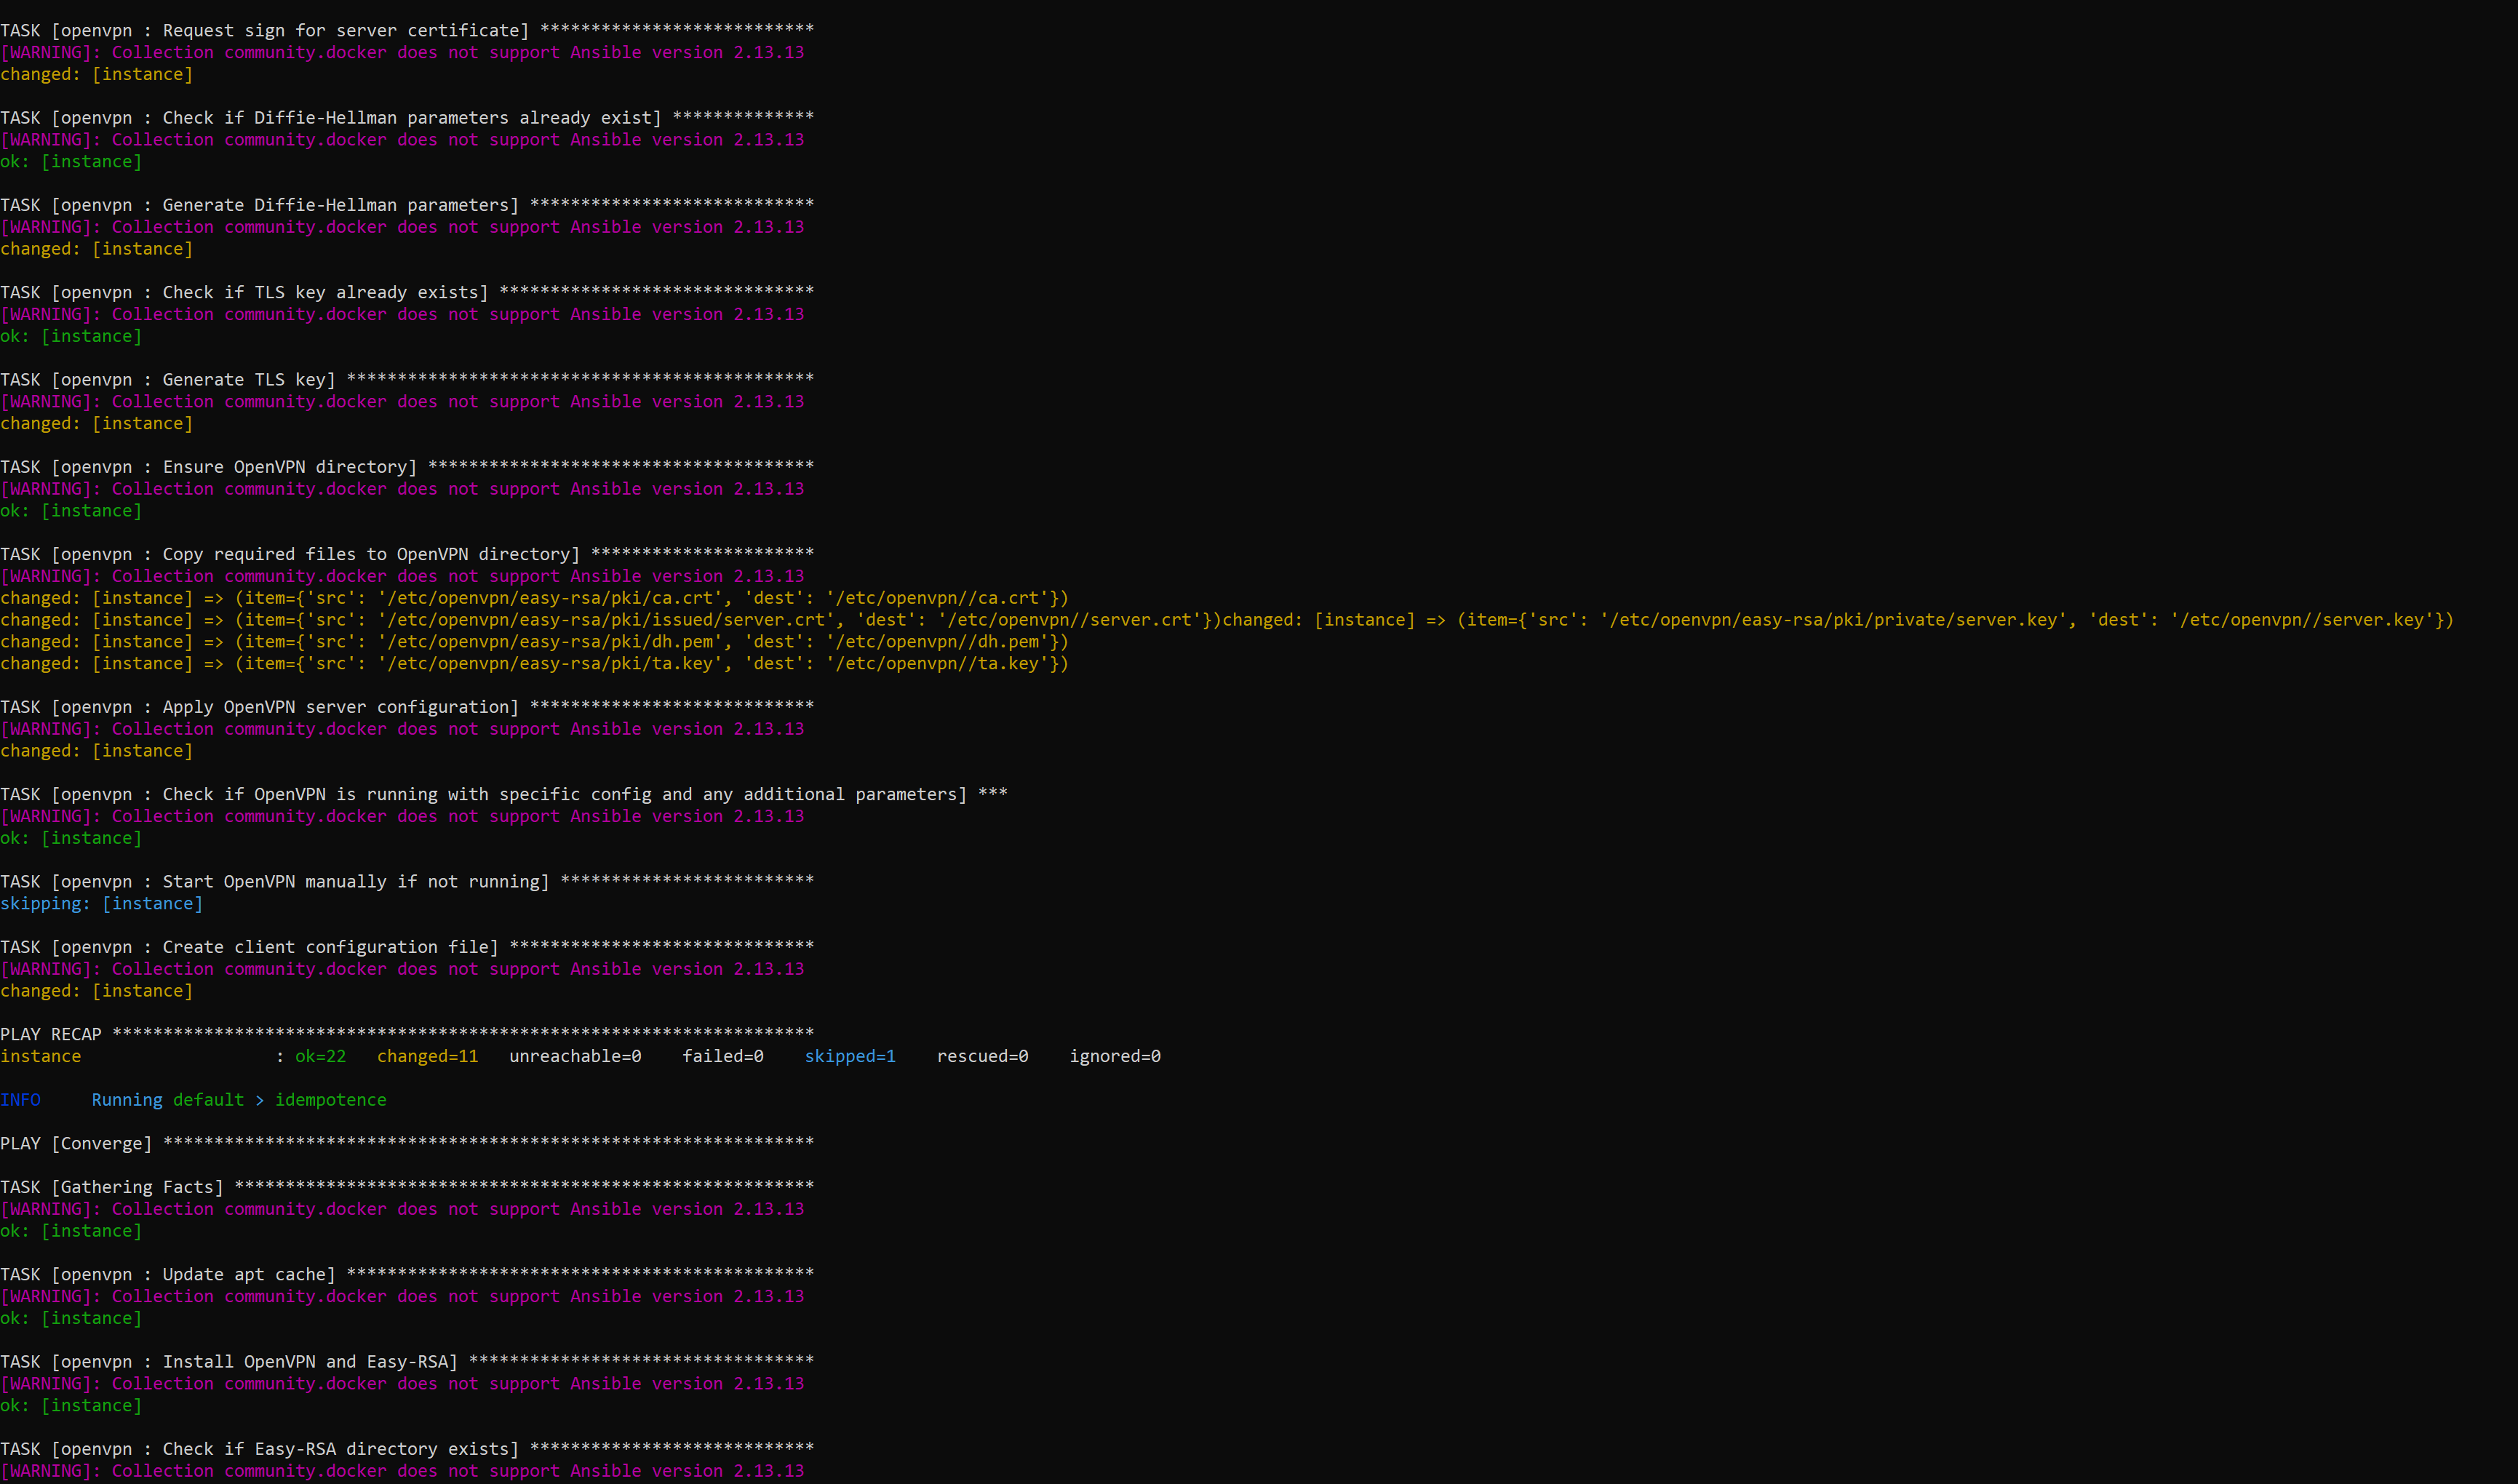 TASK [openvpn : Request sign for server certificate] ***************************
[WARNING]: Collection community.docker does not support Ansible version 2.13.13
changed: [instance]
TASK [openvpn : Check if Diffie-Hellman parameters already exist] **************
[WARNING]: Collection community.docker does not support Ansible version 2.13.13
ok: [instance]
TASK [openvpn : Generate Diffie-Hellman parameters] ****************************
[WARNING]: Collection community.docker does not support Ansible version 2.13.13
changed: [instance]
TASK [openvpn : Check if TLS key already exists] *******************************
[WARNING]: Collection community.docker does not support Ansible version 2.13.13
ok: [instance]
TASK [openvpn : Generate TLS key] **********************************************
[WARNING]: Collection community.docker does not support Ansible version 2.13.13
changed: [instance]
TASK [openvpn : Ensure OpenVPN directory] **************************************
[WARNING]: Collection community.docker does not support Ansible version 2.13.13
ok: [instance]
TASK [openvpn : Copy required files to OpenVPN directory] **********************
[WARNING]: Collection community.docker does not support Ansible version 2.13.13
changed: [instance] => (item={'src': '/etc/openvpn/easy-rsa/pki/ca.crt', 'dest': '/etc/openvpn//ca.crt'})
changed: [instance] => (item={'src': '/etc/openvpn/easy-rsa/pki/issued/server.crt', 'dest': '/etc/openvpn//server.crt'})changed: [instance] => (item={'src': '/etc/openvpn/easy-rsa/pki/private/server.key', 'dest': '/etc/openvpn//server.key'})
changed: [instance] => (item={'src': '/etc/openvpn/easy-rsa/pki/dh.pem', 'dest': '/etc/openvpn//dh.pem'})
changed: [instance] => (item={'src': '/etc/openvpn/easy-rsa/pki/ta.key', 'dest': '/etc/openvpn//ta.key'})
TASK [openvpn : Apply OpenVPN server configuration] ****************************
[WARNING]: Collection community.docker does not support Ansible version 2.13.13
changed: [instance]
TASK [openvpn : Check if OpenVPN is running with specific config and any additional parameters] ***
[WARNING]: Collection community.docker does not support Ansible version 2.13.13
ok: [instance]
TASK [openvpn : Start OpenVPN manually if not running] *************************
skipping: [instance]
TASK [openvpn : Create client configuration file] ******************************
[WARNING]: Collection community.docker does not support Ansible version 2.13.13
changed: [instance]
PLAY RECAP *********************************************************************
instance                   : ok=22   changed=11   unreachable=0    failed=0    skipped=1    rescued=0    ignored=0
INFO     Running default > idempotence
PLAY [Converge] ****************************************************************
TASK [Gathering Facts] *********************************************************
[WARNING]: Collection community.docker does not support Ansible version 2.13.13
ok: [instance]
TASK [openvpn : Update apt cache] **********************************************
[WARNING]: Collection community.docker does not support Ansible version 2.13.13
ok: [instance]
TASK [openvpn : Install OpenVPN and Easy-RSA] **********************************
[WARNING]: Collection community.docker does not support Ansible version 2.13.13
ok: [instance]
TASK [openvpn : Check if Easy-RSA directory exists] ****************************
[WARNING]: Collection community.docker does not support Ansible version 2.13.13